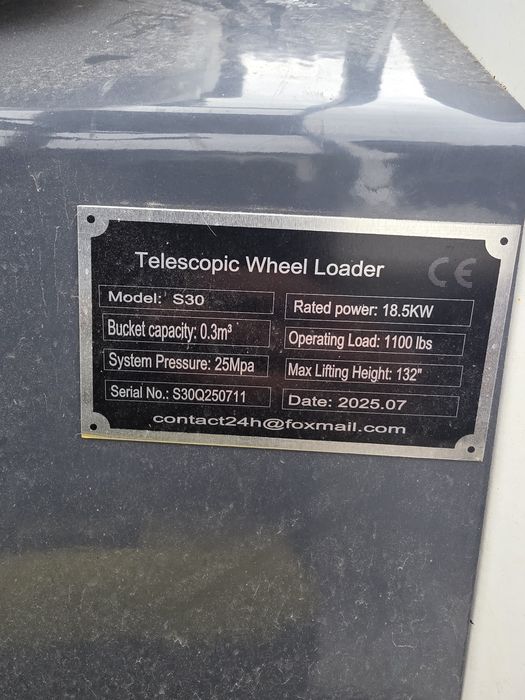 Telescopic Wheel Loader CE
Model: S30 Rated power: 18.5KW
Bucket capacity: 0.3m³ Operating Load: 1100 lbs
System Pressure: 25Mpa Max Lifting Height: 132"
Serial No.: S30Q250711 Date: 2025.07
contact24h@foxmail.com